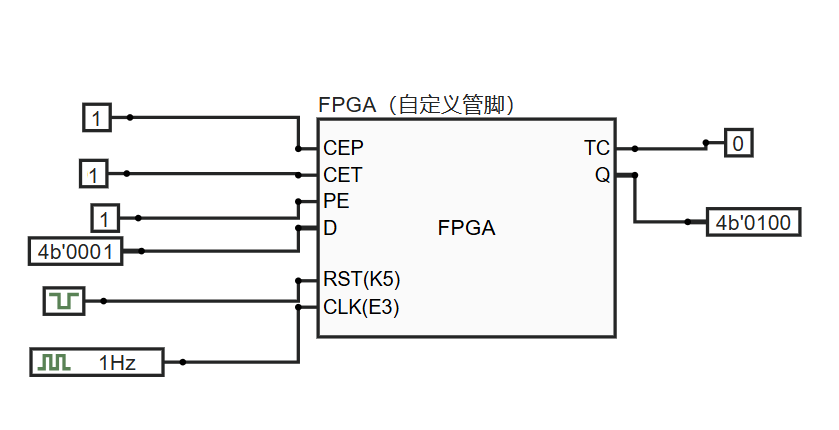 FPGA（自定义管脚）
1
CEP
TC
0
1
CET
Q
1
PE
4b'0100
4b'0001
D
FPGA
RST(K5)
CLK(E3)
1Hz